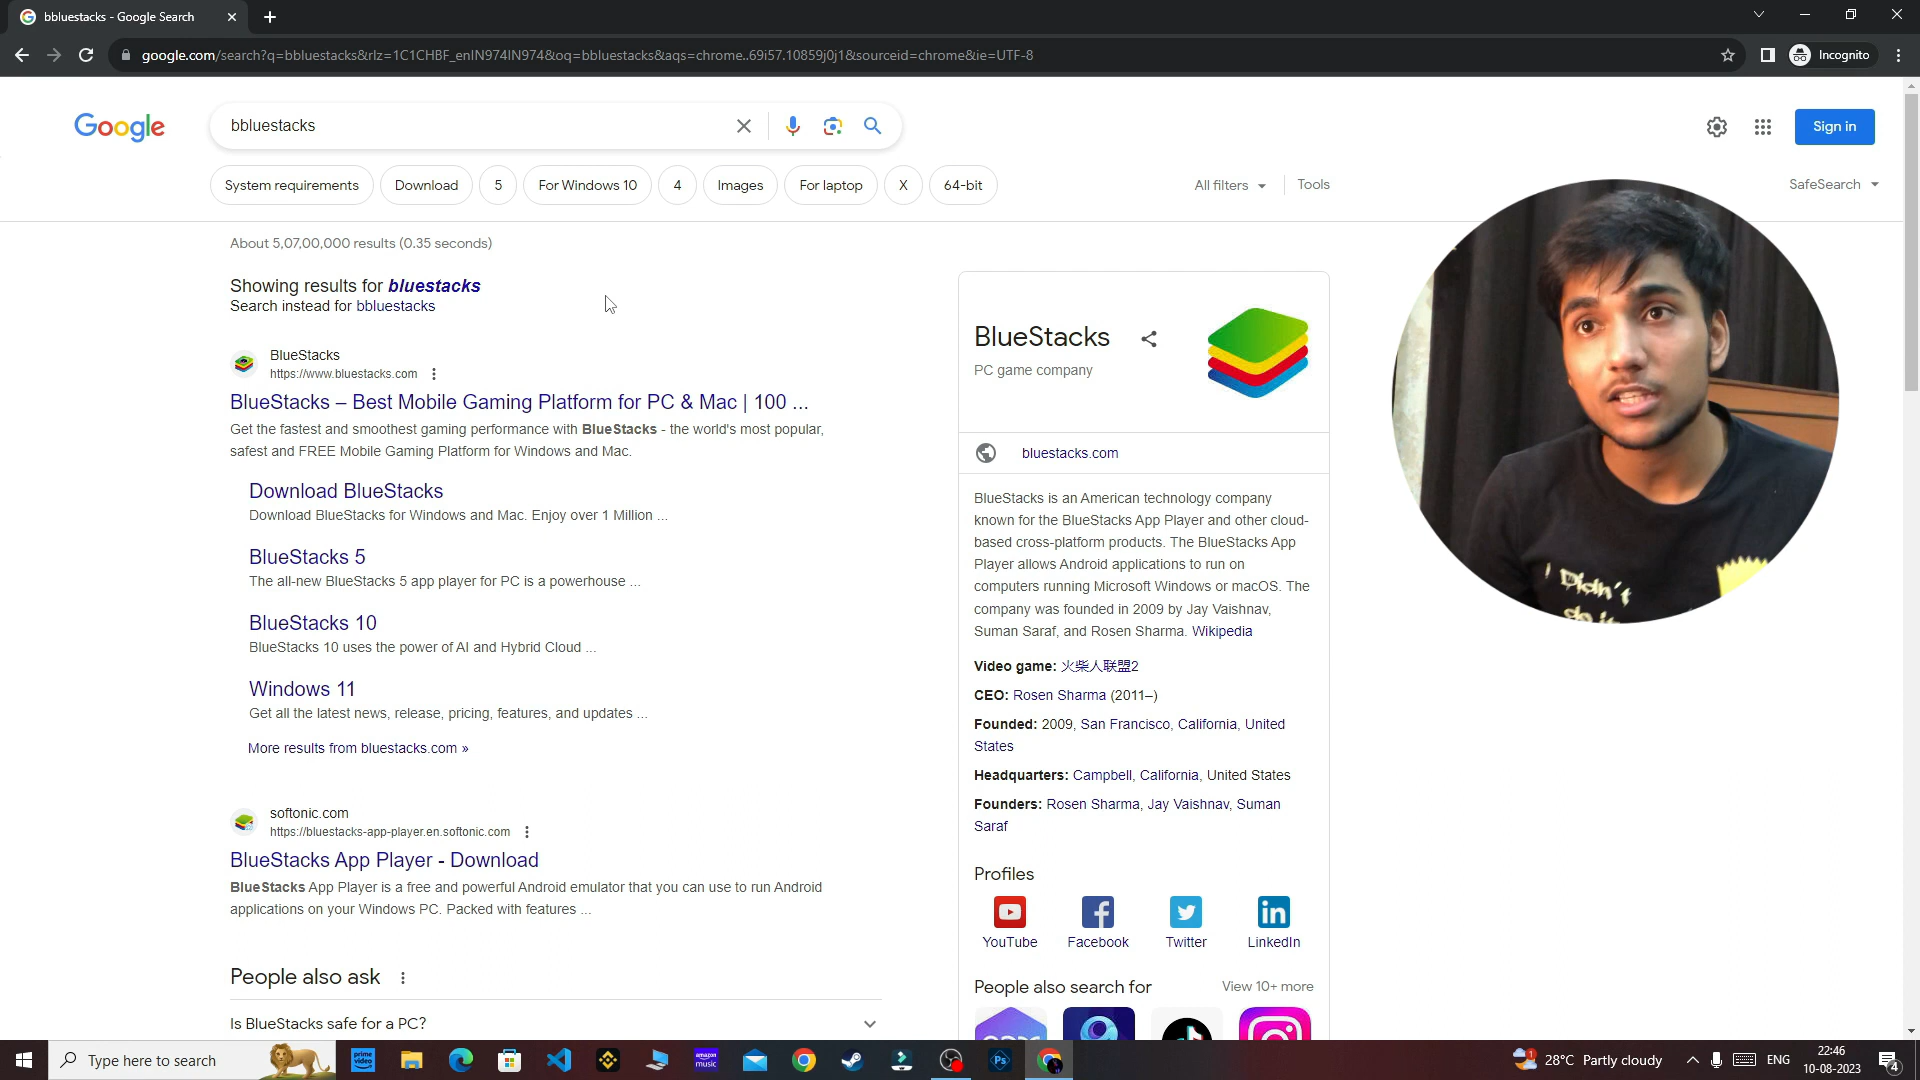 bbluestacks - Google Search
google.com/search?q=bbluestacks&rlz=1C1CHBF_enIN974IN974&oq=bbluestacks&aqs=chrome..69i57.10859j0j1&sourceid=chrome&ie=UTF-8
Incognito
Google
bbluestacks
Sign in
System requirements
Download
5
For Windows 10
4
Images
For laptop
X
64-bit
All filters
Tools
SafeSearch
About 5,07,00,000 results (0.35 seconds)
Showing results for bluestacks
Search instead for bbluestacks
BlueStacks
https://www.bluestacks.com
BlueStacks – Best Mobile Gaming Platform for PC & Mac | 100 ...
Get the fastest and smoothest gaming performance with BlueStacks - the world's most popular,
safest and FREE Mobile Gaming Platform for Windows and Mac.
Download BlueStacks
Download BlueStacks for Windows and Mac. Enjoy over 1 Million ...
BlueStacks 5
The all-new BlueStacks 5 app player for PC is a powerhouse ...
BlueStacks 10
BlueStacks 10 uses the power of AI and Hybrid Cloud ...
Windows 11
Get all the latest news, release, pricing, features, and updates ...
More results from bluestacks.com »
softonic.com
https://bluestacks-app-player.en.softonic.com
BlueStacks App Player - Download
BlueStacks App Player is a free and powerful Android emulator that you can use to run Android
applications on your Windows PC. Packed with features ...
People also ask
Is BlueStacks safe for a PC?
BlueStacks
PC game company
bluestacks.com
BlueStacks is an American technology company
known for the BlueStacks App Player and other cloud-
based cross-platform products. The BlueStacks App
Player allows Android applications to run on
computers running Microsoft Windows or macOS. The
company was founded in 2009 by Jay Vaishnav,
Suman Saraf, and Rosen Sharma. Wikipedia
Video game: 火柴人联盟2
CEO: Rosen Sharma (2011–)
Founded: 2009, San Francisco, California, United
States
Headquarters: Campbell, California, United States
Founders: Rosen Sharma, Jay Vaishnav, Suman
Saraf
Profiles
YouTube
Facebook
Twitter
LinkedIn
People also search for
View 10+ more
I Didn't
do it
Type here to search
prime video
amazon music
Ps
1
28°C Partly cloudy
ENG
22:46
10-08-2023
4